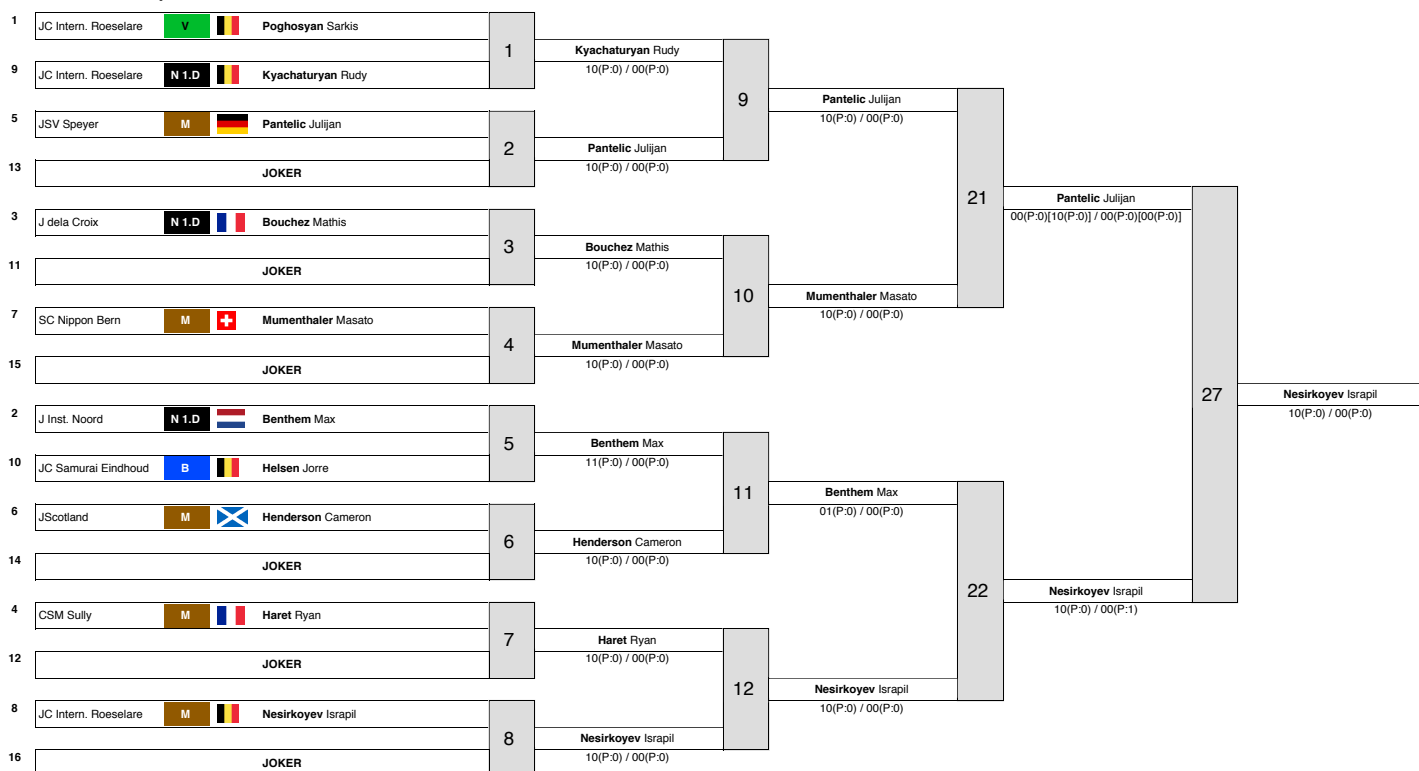 1 JC Intern. Roeselare V Poghosyan Sarkis
1
Kyachaturyan Rudy
10(P:0) / 00(P:0)
9 JC Intern. Roeselare N 1.D Kyachaturyan Rudy
9
Pantelic Julijan
10(P:0) / 00(P:0)
5 JSV Speyer M Pantelic Julijan
2
Pantelic Julijan
10(P:0) / 00(P:0)
13 JOKER
21
Pantelic Julijan
00(P:0)[10(P:0)] / 00(P:0)[00(P:0)]
3 J dela Croix N 1.D Bouchez Mathis
3
Bouchez Mathis
10(P:0) / 00(P:0)
11 JOKER
10
Mumenthaler Masato
10(P:0) / 00(P:0)
7 SC Nippon Bern M Mumenthaler Masato
4
Mumenthaler Masato
10(P:0) / 00(P:0)
15 JOKER
27
Nesirkoyev Israpil
10(P:0) / 00(P:0)
2 J Inst. Noord N 1.D Benthem Max
5
Benthem Max
11(P:0) / 00(P:0)
10 JC Samurai Eindhoud B Helsen Jorre
11
Benthem Max
01(P:0) / 00(P:0)
6 JScotland M Henderson Cameron
6
Henderson Cameron
10(P:0) / 00(P:0)
14 JOKER
22
Nesirkoyev Israpil
10(P:0) / 00(P:1)
4 CSM Sully M Haret Ryan
7
Haret Ryan
10(P:0) / 00(P:0)
12 JOKER
12
Nesirkoyev Israpil
10(P:0) / 00(P:0)
8 JC Intern. Roeselare M Nesirkoyev Israpil
8
Nesirkoyev Israpil
10(P:0) / 00(P:0)
16 JOKER